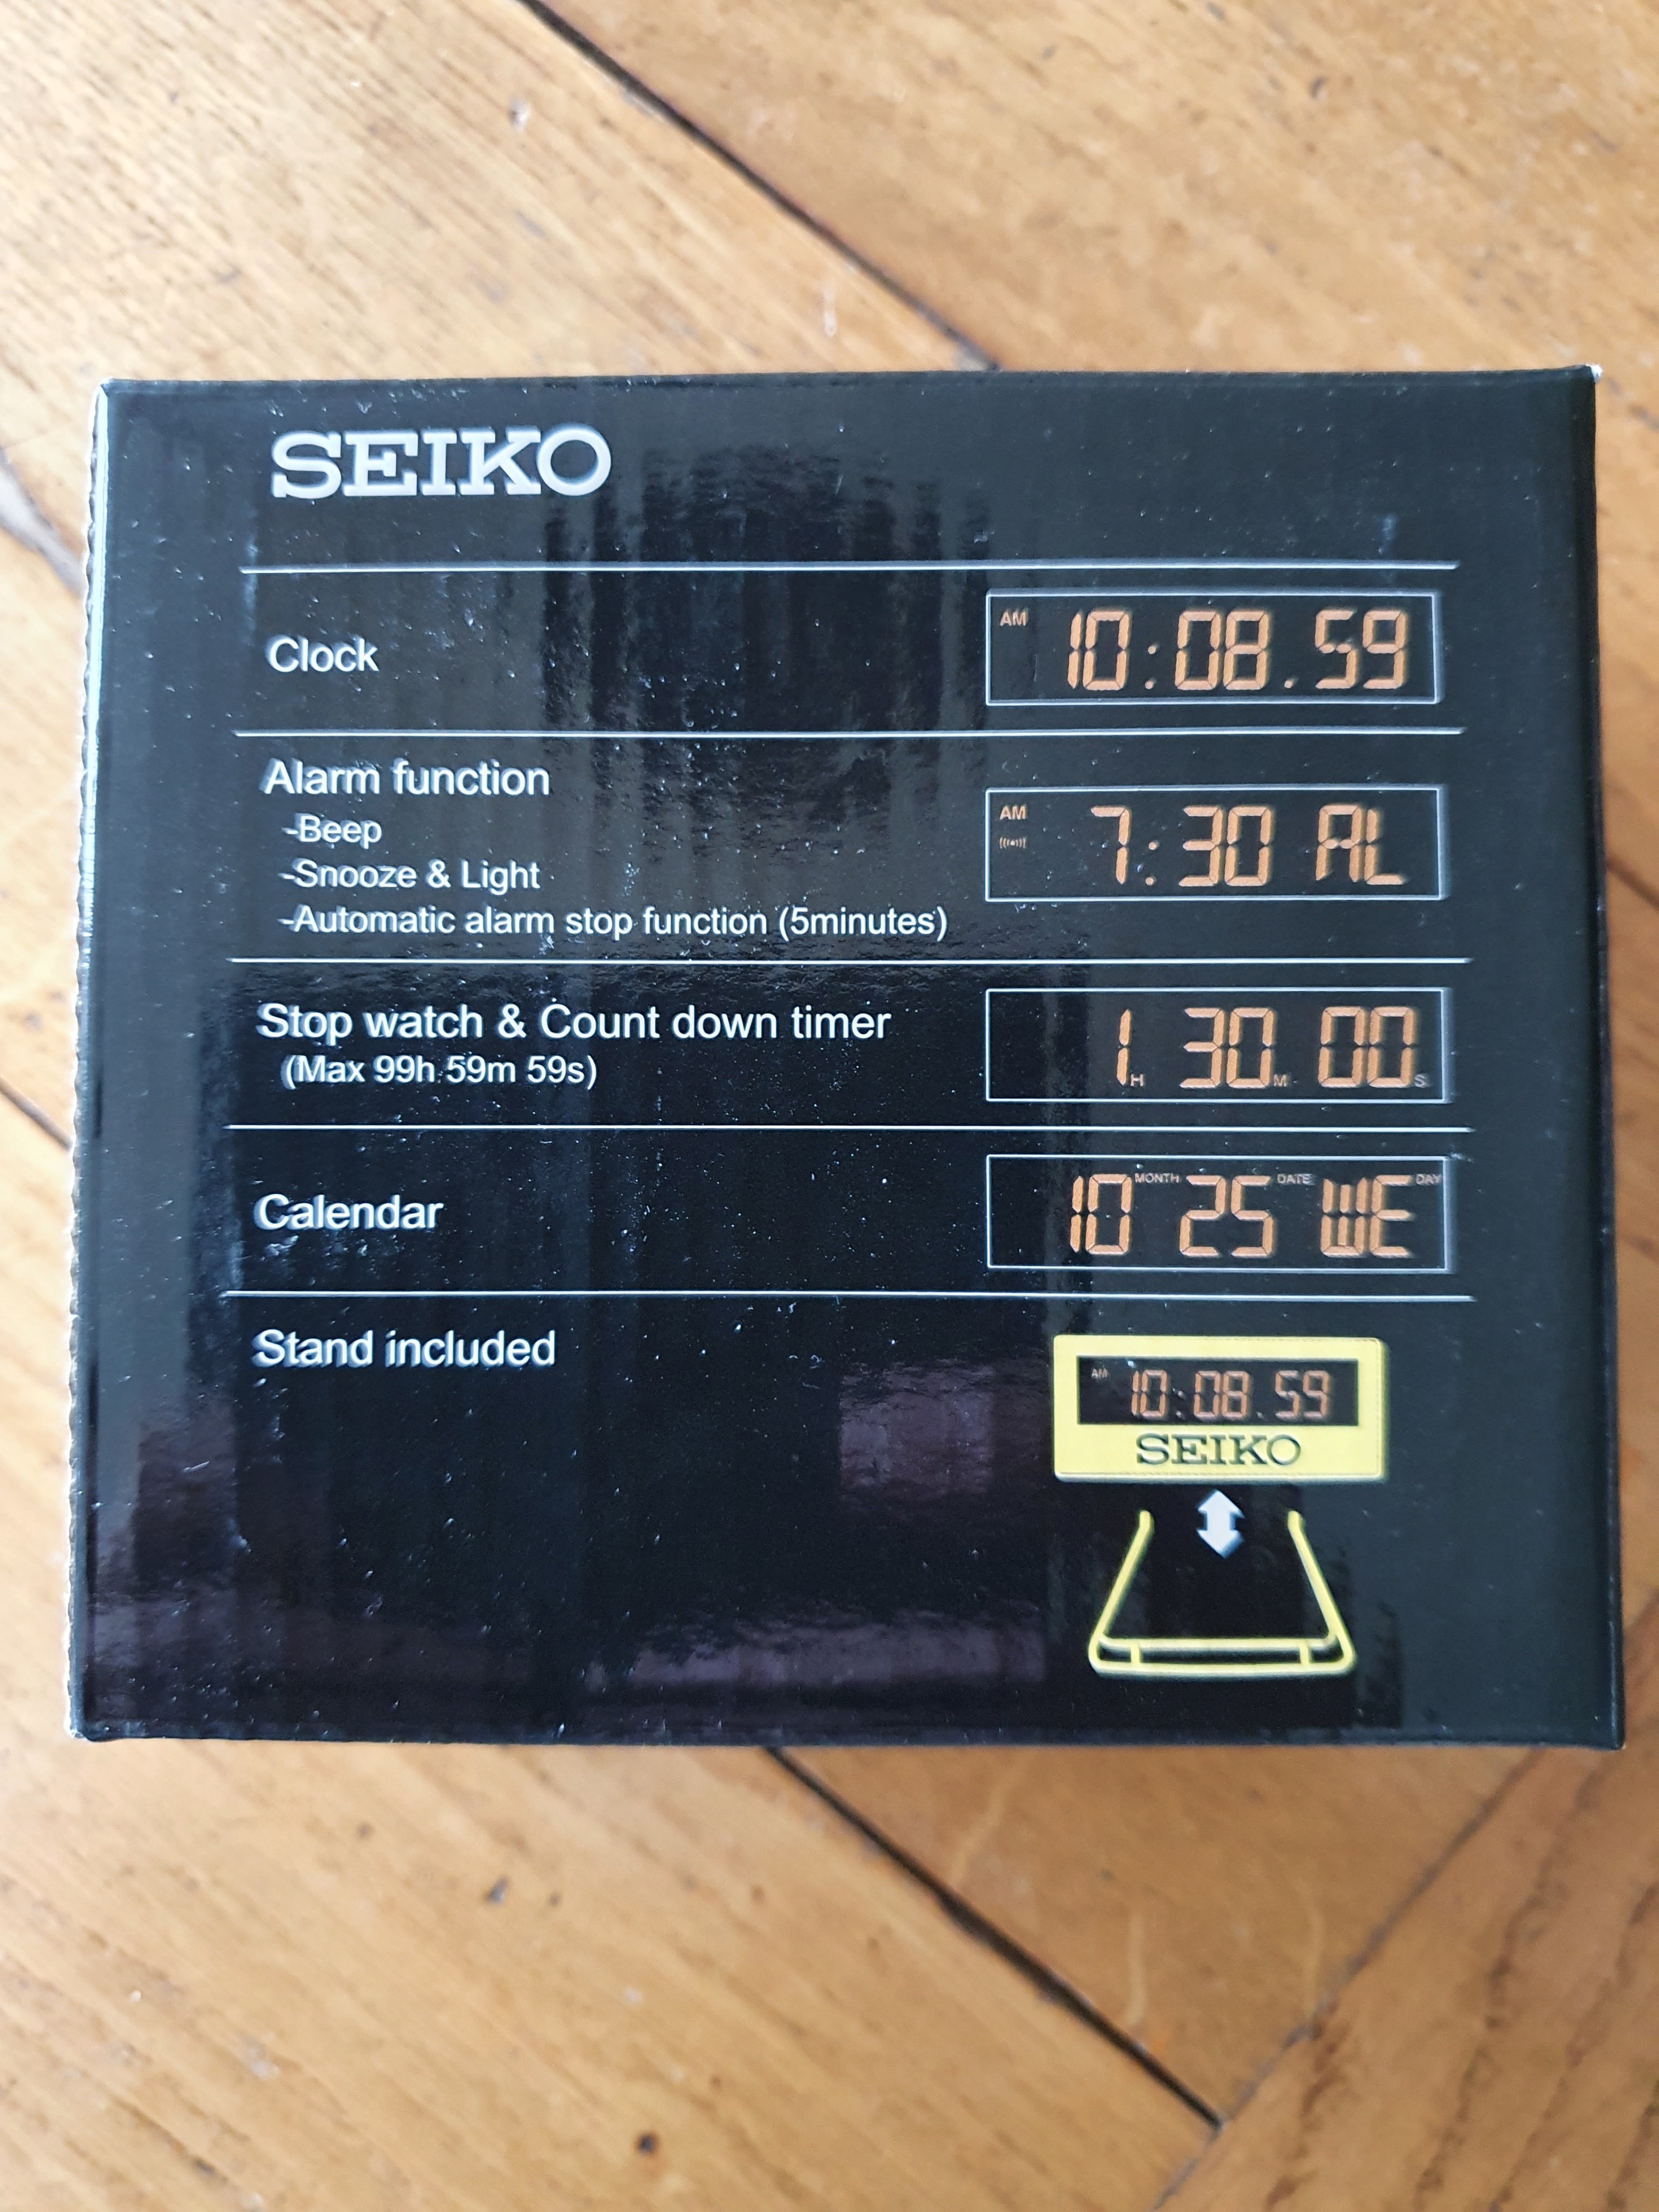 SEIKO
Clock
AM 10:08.59
Alarm function
-Beep
-Snooze & Light
-Automatic alarm stop function (5minutes)
AM 7:30 AL
Stop watch & Count down timer
(Max 99h 59m 59s)
1H 30M 00S
Calendar
10 MONTH 25 DATE WE DAY
Stand included
AM 10:08.59
SEIKO